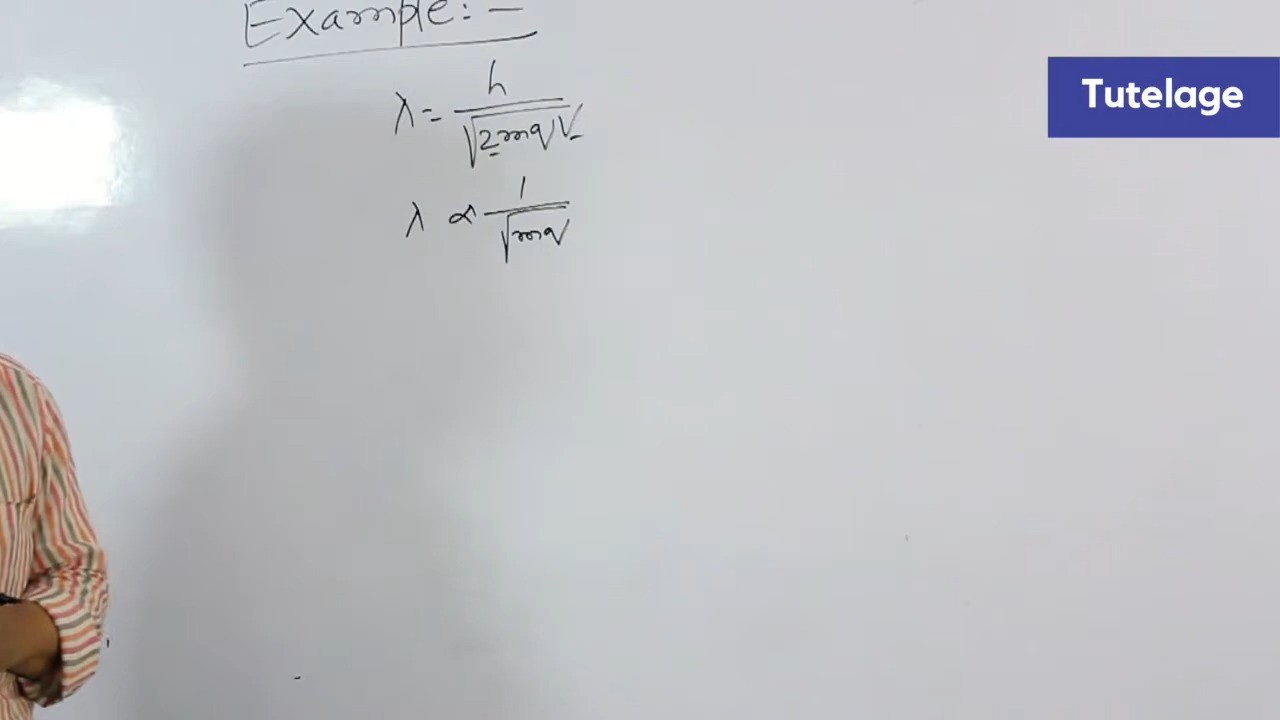 Example: -
Tutelage
λ = h / √2mqV
λ ∝ 1 / √mq